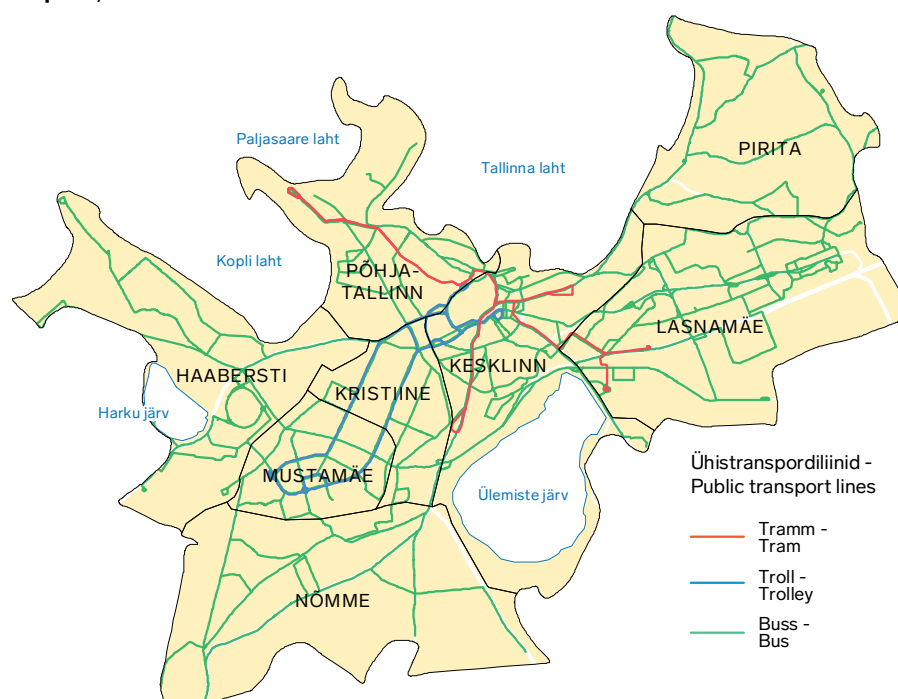 Paljasaare laht
Tallinna laht
PIRITA
Kopli laht
PÕHJA-
TALLINN
LASNAMÄE
KESKLINN
HAABERSTI
KRISTIINE
Harku järv
MUSTAMÄE
Ülemiste järv
NÕMME
Ühistranspordiliinid -
Public transport lines
Tramm -
Tram
Troll -
Trolley
Buss -
Bus